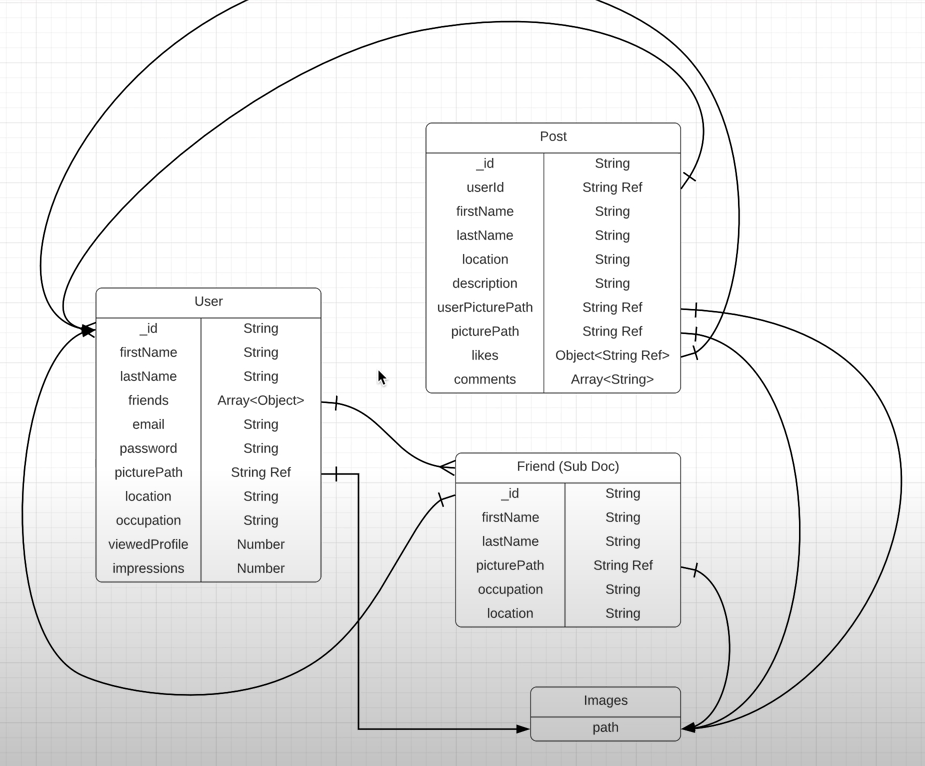 Post
_id String
userId String Ref
firstName String
lastName String
location String
description String
userPicturePath String Ref
picturePath String Ref
likes Object<String Ref>
comments Array<String>
User
_id String
firstName String
lastName String
friends Array<Object>
email String
password String
picturePath String Ref
location String
occupation String
viewedProfile Number
impressions Number
Friend (Sub Doc)
_id String
firstName String
lastName String
picturePath String Ref
occupation String
location String
Images
path